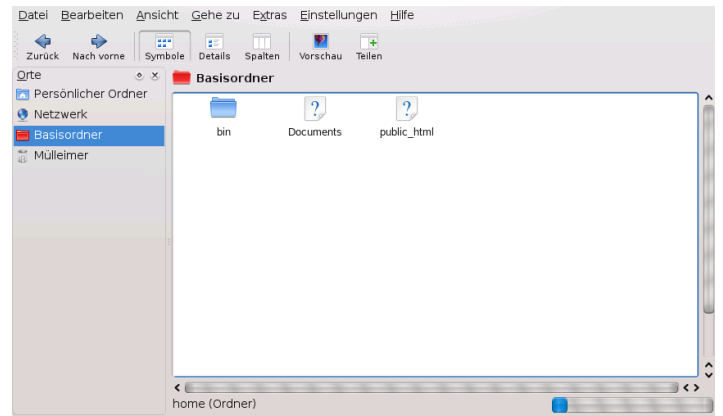 Datei Bearbeiten Ansicht Gehe zu Extras Einstellungen Hilfe
Zurück Nach vorne Symbole Details Spalten Vorschau Teilen
Orte
Basisordner
Persönlicher Ordner
Netzwerk
Basisordner
Mülleimer
bin Documents public_html
home (Ordner)